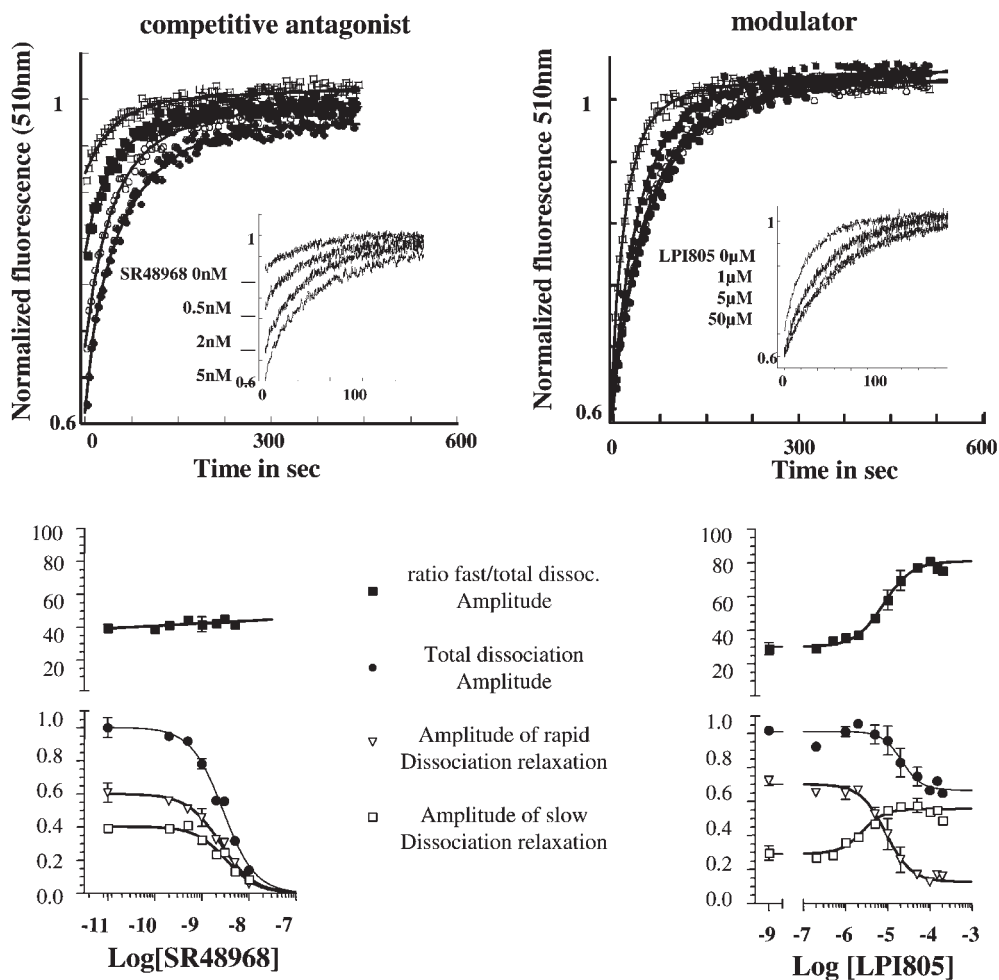 competitive antagonist
Normalized fluorescence (510nm)
1
0.6
0
300
600
Time in sec
1
SR48968 0nM
0.5nM
2nM
5nM
0.6
0
100
modulator
Normalized fluorescence 510nm
1
0.6
0
300
600
Time in sec
1
LPI805 0µM
1µM
5µM
50µM
0.6
0
100
100
80
60
40
20
1.0
0.8
0.6
0.4
0.2
0.0
-11
-10
-9
-8
-7
Log[SR48968]
ratio fast/total dissoc.
Amplitude
Total dissociation
Amplitude
Amplitude of rapid
Dissociation relaxation
Amplitude of slow
Dissociation relaxation
100
80
60
40
20
1.0
0.8
0.6
0.4
0.2
0.0
-9
-7
-6
-5
-4
-3
Log [LPI805]